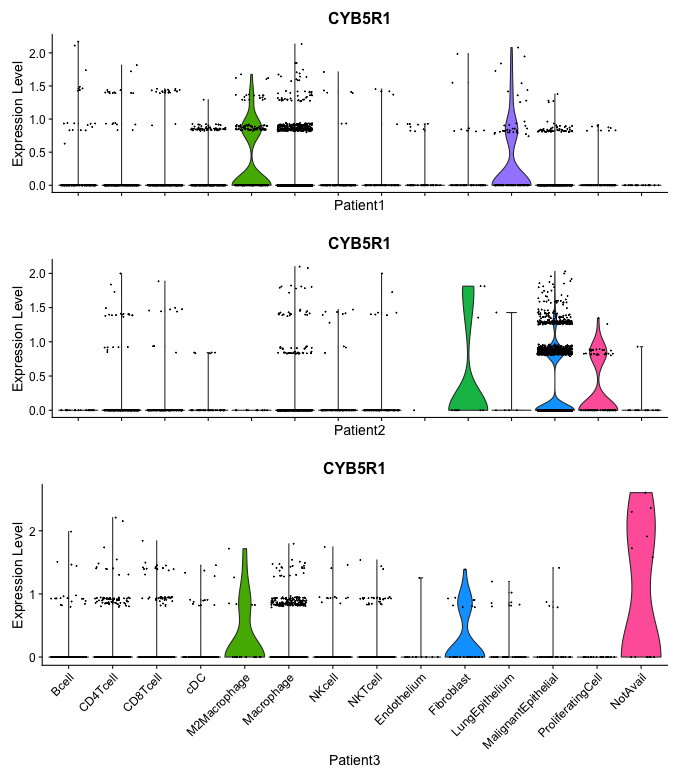 CYB5R1
Expression Level
2.0
1.5
1.0
0.5
0.0
Patient1
CYB5R1
Expression Level
2.0
1.5
1.0
0.5
0.0
Patient2
CYB5R1
Expression Level
2
1
0
Bcell
CD4Tcell
CD8Tcell
cDC
M2Macrophage
Macrophage
NKcell
NKTcell
Endothelium
Fibroblast
LungEpithelium
MalignantEpithelial
ProliferatingCell
NotAvail
Patient3